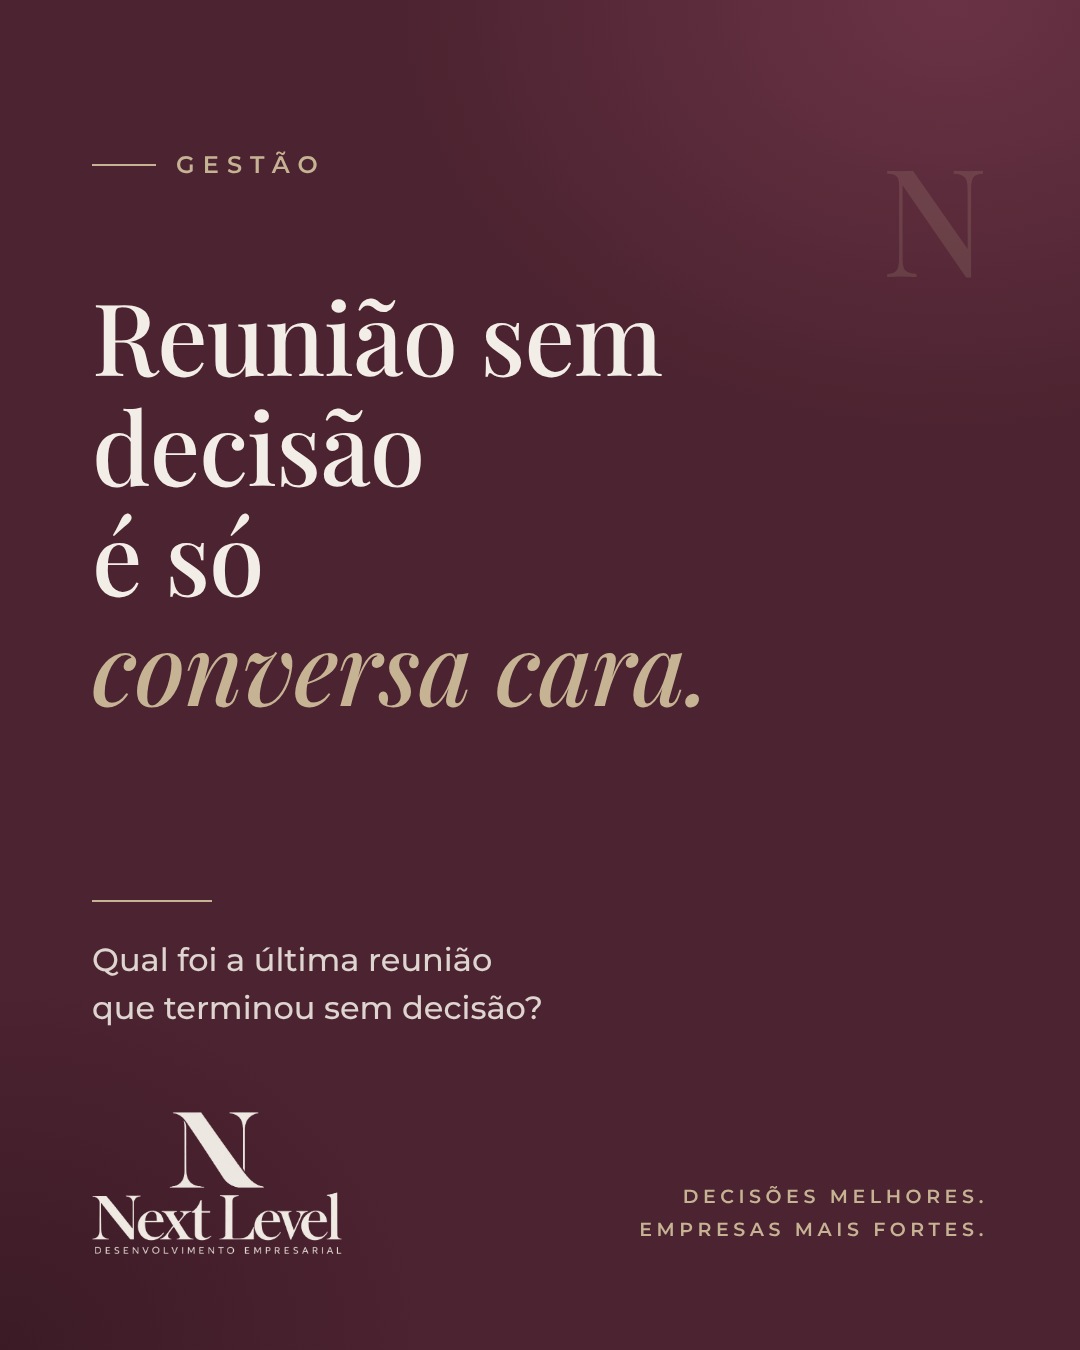 GESTÃO
N
Reunião sem
decisão
é só
conversa cara.
Qual foi a última reunião
que terminou sem decisão?
N
Next Level
DESENVOLVIMENTO EMPRESARIAL
DECISÕES MELHORES.
EMPRESAS MAIS FORTES.